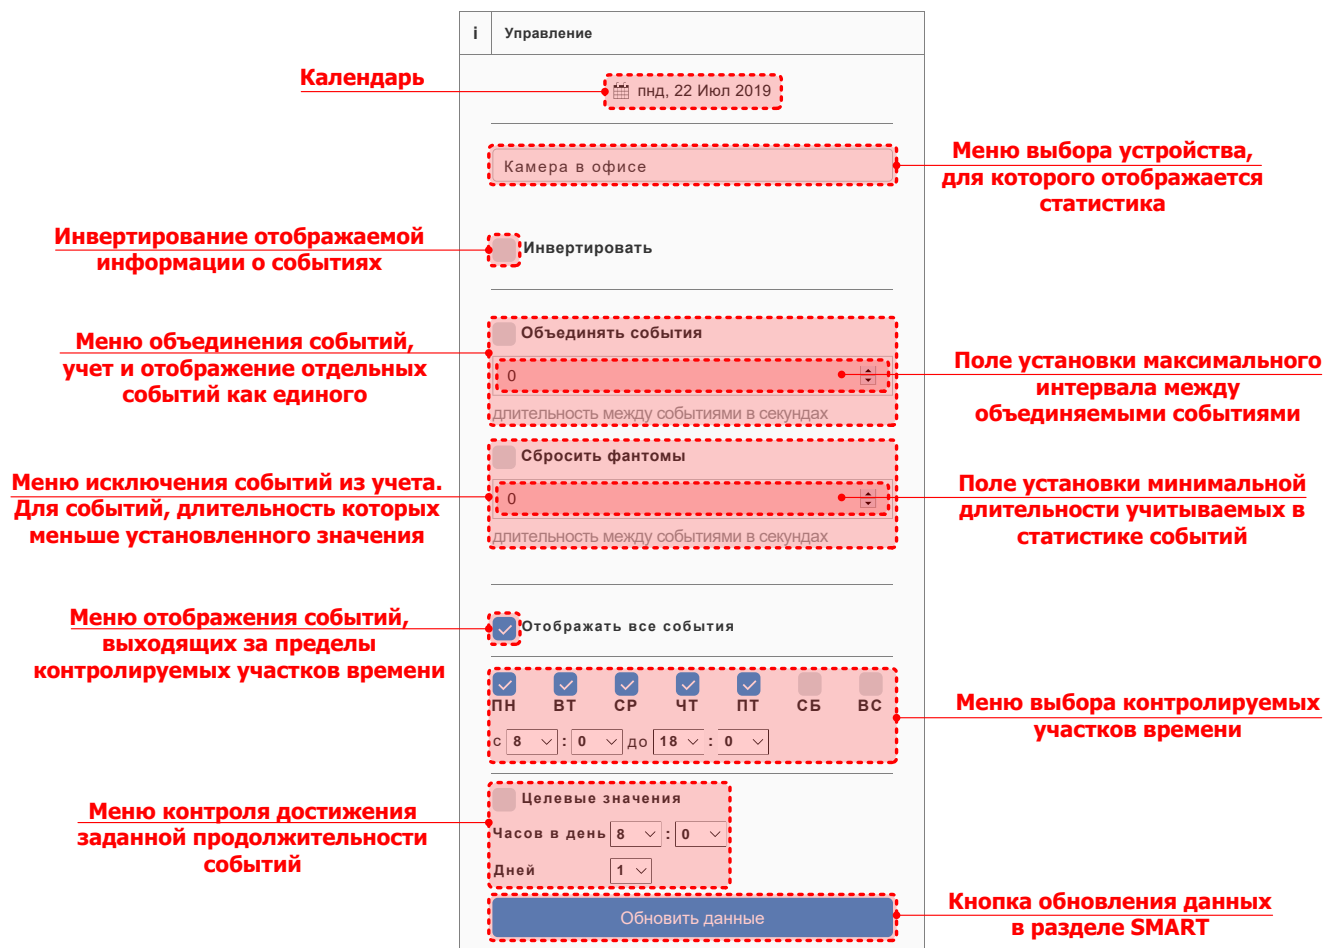 i Управление
Календарь
пнд, 22 Июл 2019
Камера в офисе
Меню выбора устройства,
для которого отображается
статистика
Инвертирование отображаемой
информации о событиях
Инвертировать
Меню объединения событий,
учет и отображение отдельных
событий как единого
Объединять события
0
длительность между событиями в секундах
Поле установки максимального
интервала между
объединяемыми событиями
Меню исключения событий из учета.
Для событий, длительность которых
меньше установленного значения
Сбросить фантомы
0
длительность между событиями в секундах
Поле установки минимальной
длительности учитываемых в
статистике событий
Меню отображения событий,
выходящих за пределы
контролируемых участков времени
Отображать все события
ПН ВТ СР ЧТ ПТ СБ ВС
с 8 : 0 до 18 : 0
Меню выбора контролируемых
участков времени
Меню контроля достижения
заданной продолжительности
событий
Целевые значения
Часов в день 8 : 0
Дней 1
Обновить данные
Кнопка обновления данных
в разделе SMART